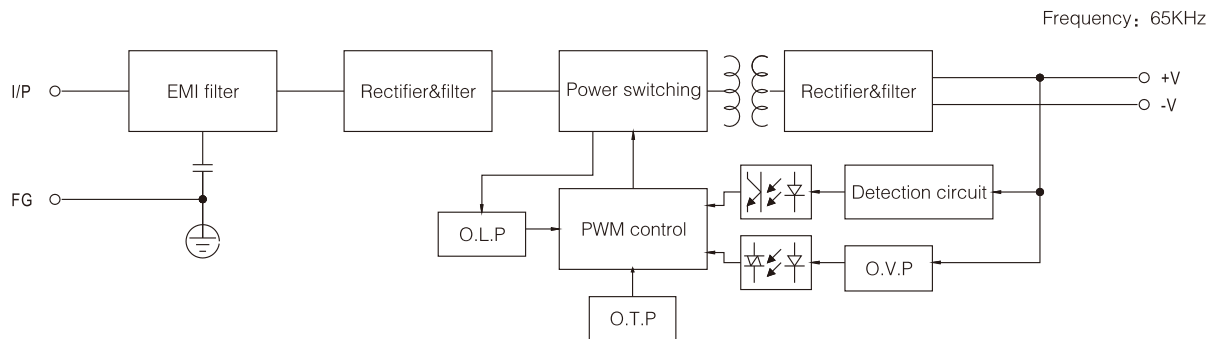 Frequency：65KHz
I/P
EMI filter
Rectifier&filter
Power switching
Rectifier&filter
+V
-V
FG
O.L.P
PWM control
Detection circuit
O.V.P
O.T.P